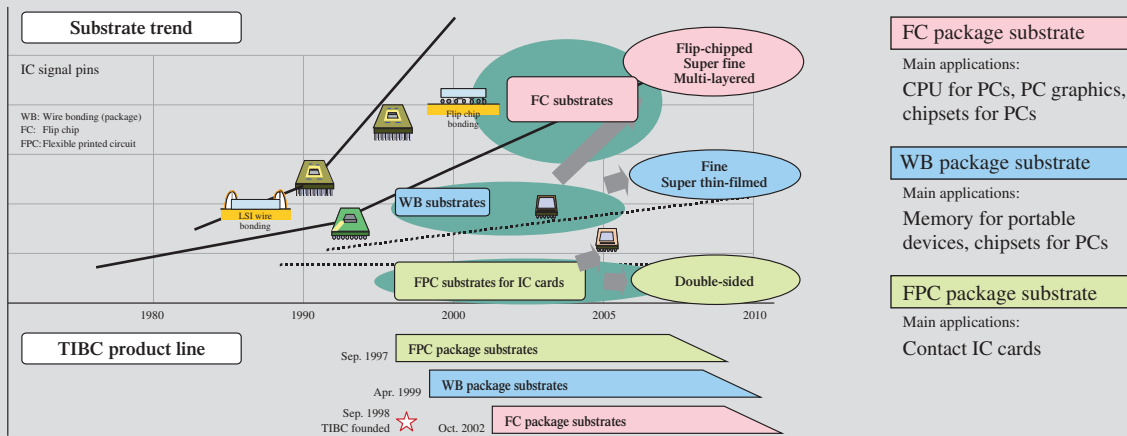 Substrate trend
IC signal pins
WB: Wire bonding (package)
FC: Flip chip
FPC: Flexible printed circuit
LSI wire
bonding
Flip chip
bonding
FC substrates
Flip-chipped
Super fine
Multi-layered
WB substrates
Fine
Super thin-filmed
FPC substrates for IC cards
Double-sided
1980
1990
2000
2005
2010
TIBC product line
Sep. 1997
FPC package substrates
Apr. 1999
WB package substrates
Sep. 1998
TIBC founded
Oct. 2002
FC package substrates
FC package substrate
Main applications:
CPU for PCs, PC graphics,
chipsets for PCs
WB package substrate
Main applications:
Memory for portable
devices, chipsets for PCs
FPC package substrate
Main applications:
Contact IC cards